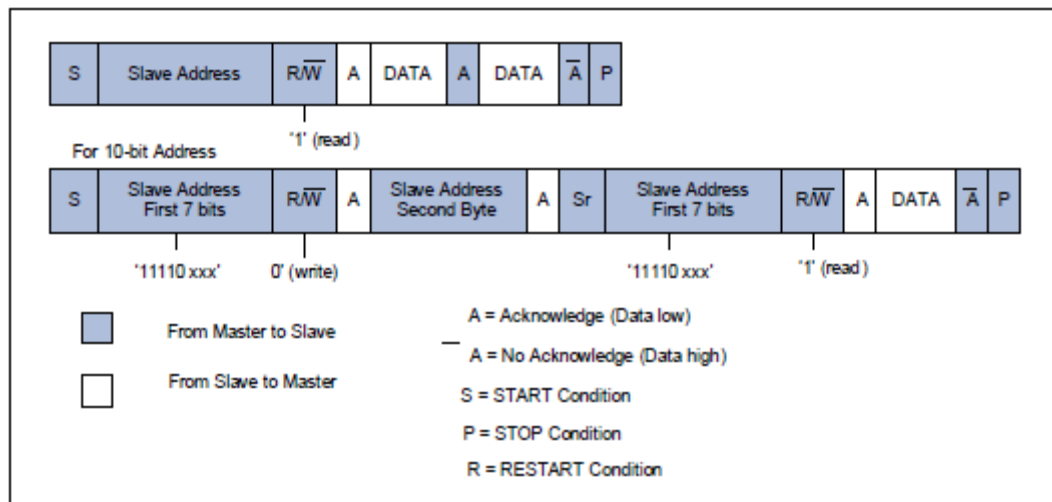 S Slave Address R/W̅ A DATA A DATA A̅ P
'1' (read)
For 10-bit Address
S Slave Address First 7 bits R/W̅ A Slave Address Second Byte A Sr Slave Address First 7 bits R/W̅ A DATA A̅ P
'11110 xxx' 0' (write) '11110 xxx' '1' (read)
From Master to Slave
From Slave to Master
A = Acknowledge (Data low)
A̅ = No Acknowledge (Data high)
S = START Condition
P = STOP Condition
R = RESTART Condition